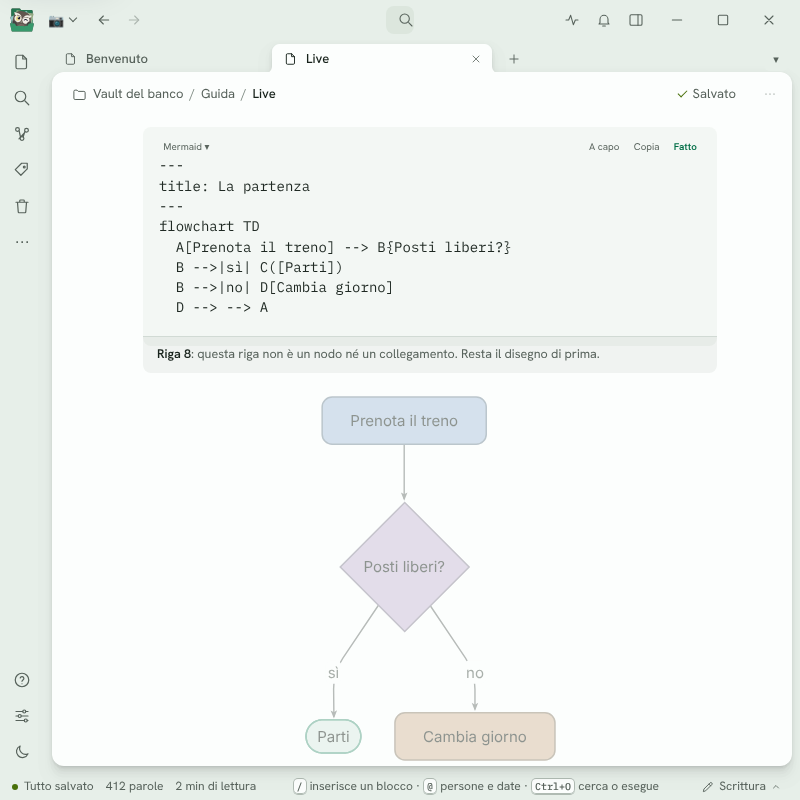 Benvenuto
Live
Vault del banco / Guida / Live
Salvato
Mermaid ▾
A capo Copia Fatto
---
title: La partenza
---
flowchart TD
  A[Prenota il treno] --> B{Posti liberi?}
  B -->|sì| C([Parti])
  B -->|no| D[Cambia giorno]
  D --> --> A
Riga 8: questa riga non è un nodo né un collegamento. Resta il disegno di prima.
Prenota il treno
Posti liberi?
sì no
Parti Cambia giorno
Tutto salvato 412 parole 2 min di lettura / inserisce un blocco · @ persone e date · Ctrl+O cerca o esegue Scrittura